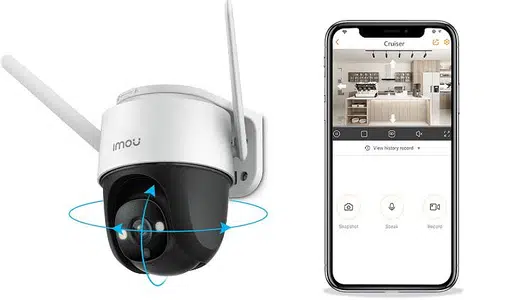 imou
Cruiser
View history record
Snapshot
Speak
Record